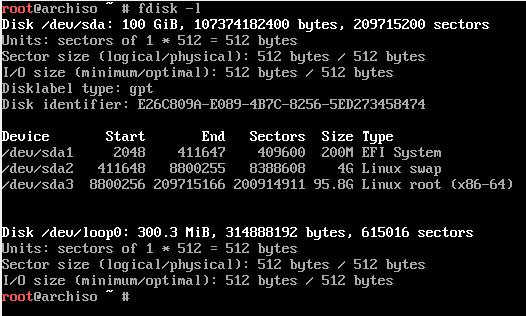 root@archiso ~ # fdisk -l
Disk /dev/sda: 100 GiB, 107374182400 bytes, 209715200 sectors
Units: sectors of 1 * 512 = 512 bytes
Sector size (logical/physical): 512 bytes / 512 bytes
I/O size (minimum/optimal): 512 bytes / 512 bytes
Disklabel type: gpt
Disk identifier: E26C809A-E089-4B7C-8256-5ED273458474
Device Start End Sectors Size Type
/dev/sda1 2048 411647 409600 200M EFI System
/dev/sda2 411648 8800255 8388608 4G Linux swap
/dev/sda3 8800256 209715166 200914911 95.8G Linux root (x86-64)
Disk /dev/loop0: 300.3 MiB, 314888192 bytes, 615016 sectors
Units: sectors of 1 * 512 = 512 bytes
Sector size (logical/physical): 512 bytes / 512 bytes
I/O size (minimum/optimal): 512 bytes / 512 bytes
root@archiso ~ #